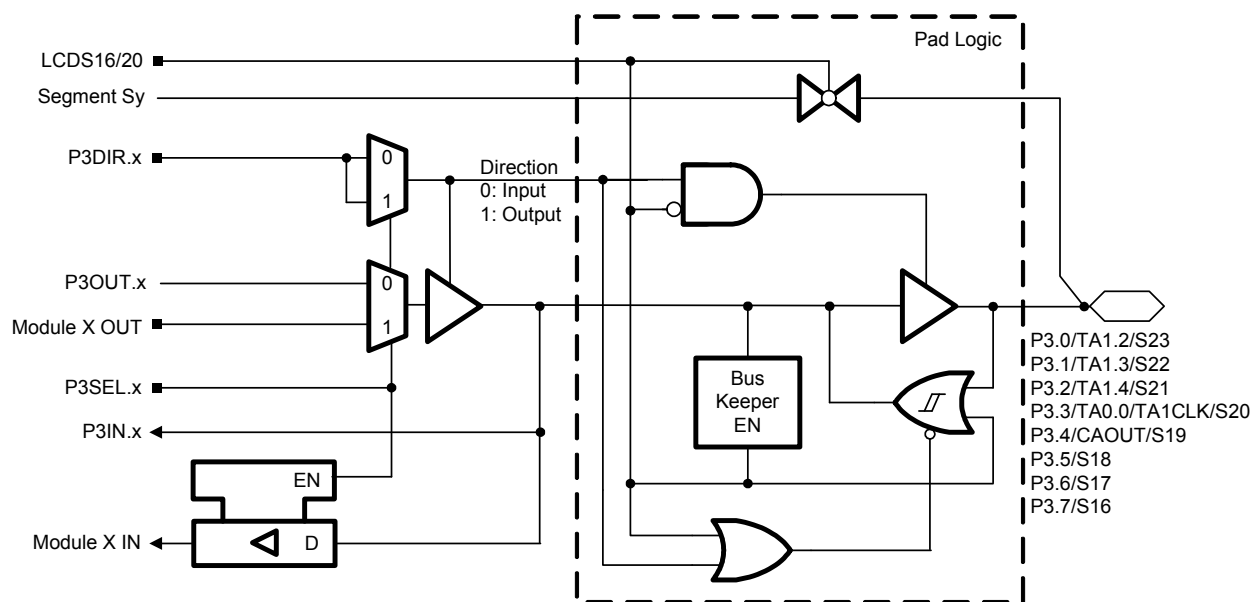 Pad Logic
LCDS16/20
Segment Sy
P3DIR.x
0
1
Direction
0: Input
1: Output
P3OUT.x
0
Module X OUT
1
P3SEL.x
P3IN.x
Bus
Keeper
EN
EN
Module X IN
D
P3.0/TA1.2/S23
P3.1/TA1.3/S22
P3.2/TA1.4/S21
P3.3/TA0.0/TA1CLK/S20
P3.4/CAOUT/S19
P3.5/S18
P3.6/S17
P3.7/S16